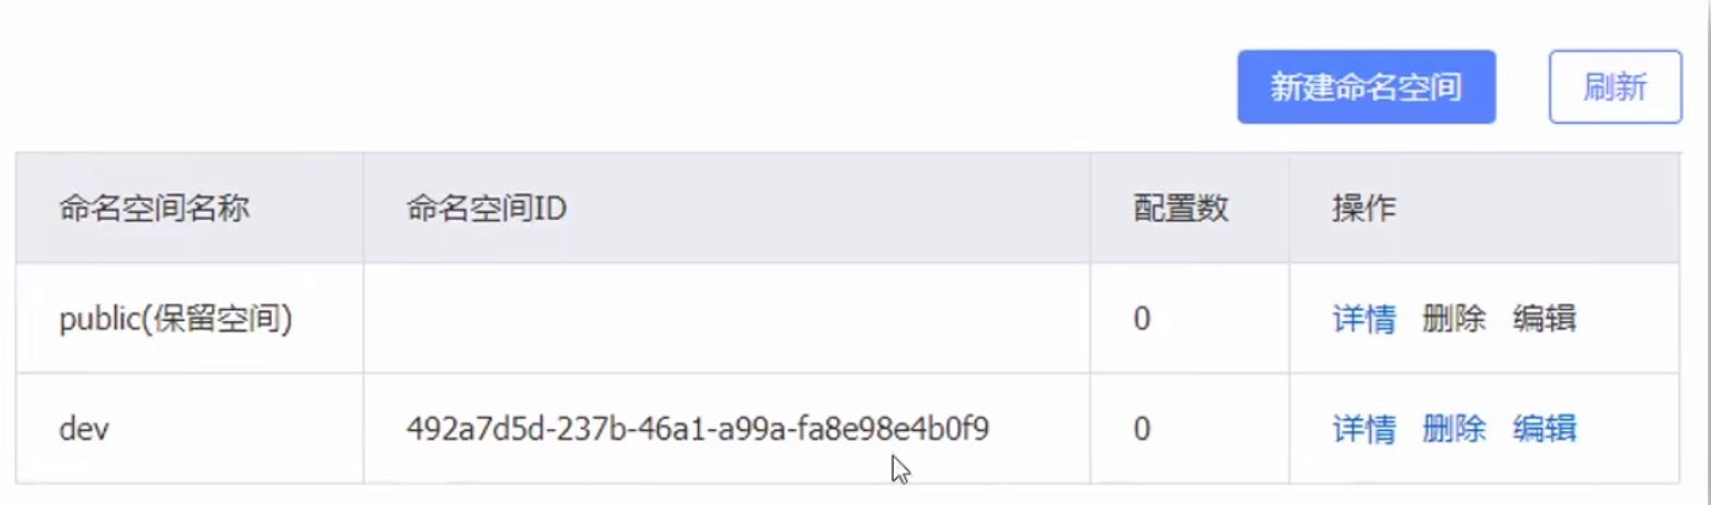 新建命名空间 刷新
命名空间名称 命名空间ID 配置数 操作
public(保留空间) 0 详情 删除 编辑
dev 492a7d5d-237b-46a1-a99a-fa8e98e4b0f9 0 详情 删除 编辑